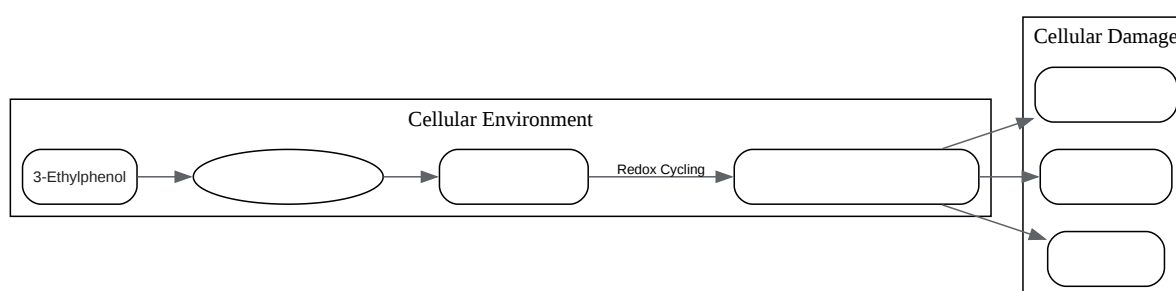 Cellular Damage
Cellular Environment
3-Ethylphenol
Redox Cycling